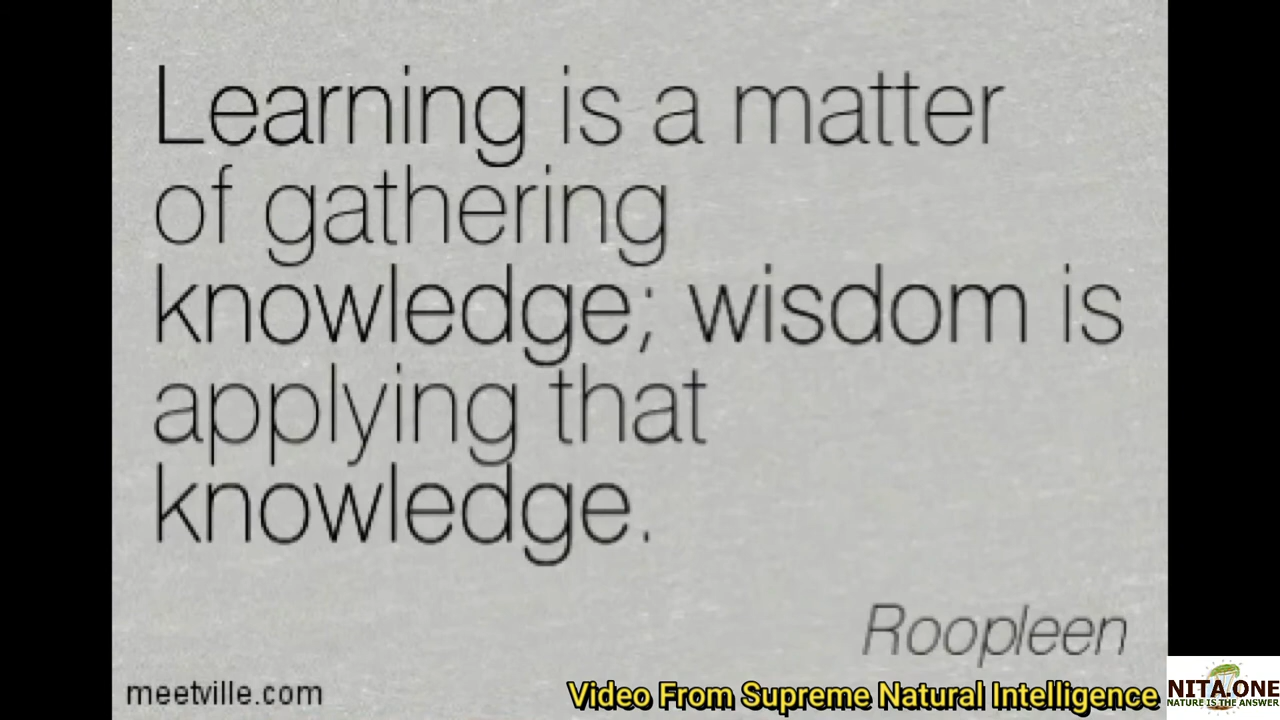 Learning is a matter
of gathering
knowledge; wisdom is
applying that
knowledge.
Roopleen
meetville.com
Video From Supreme Natural Intelligence
NITA.ONE
NATURE IS THE ANSWER